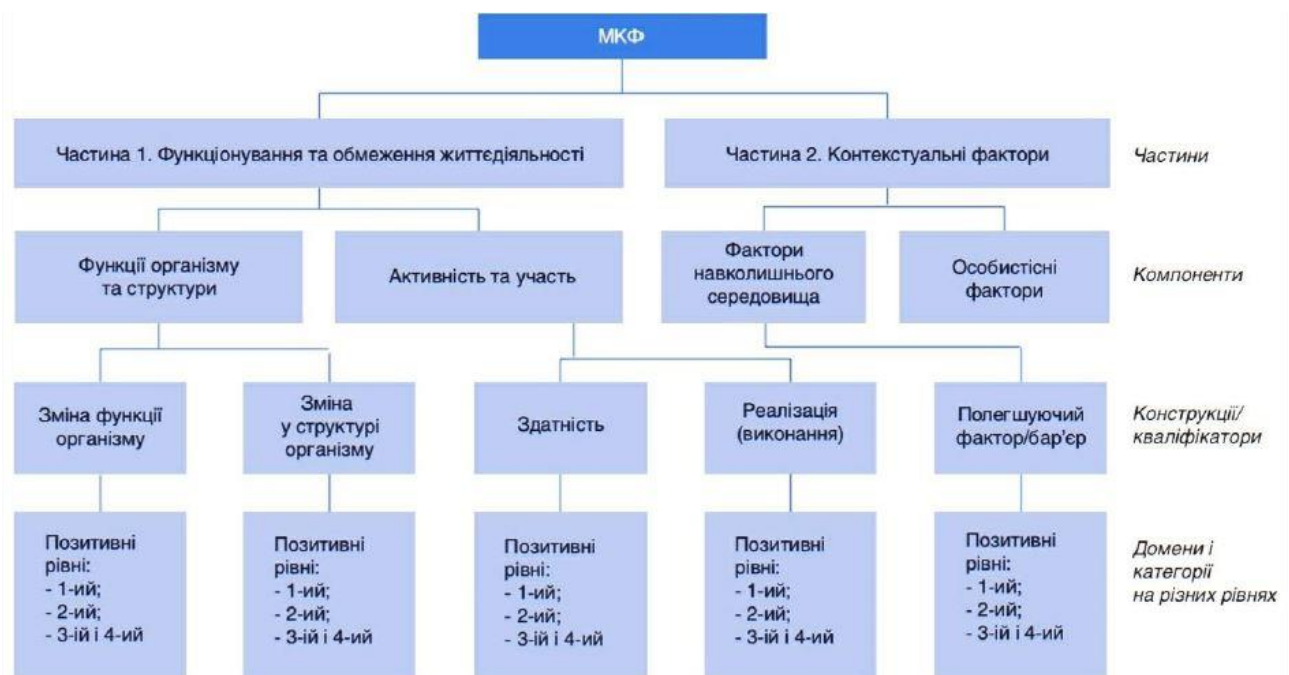 МКФ
Частина 1. Функціонування та обмеження життєдіяльності
Частина 2. Контекстуальні фактори
Частини
Функції організму
та структури
Активність та участь
Фактори
навколишнього
середовища
Особистісні
фактори
Компоненти
Зміна функції
організму
Зміна
у структурі
організму
Здатність
Реалізація
(виконання)
Полегшуючий
фактор/бар'єр
Конструкції/
кваліфікатори
Позитивні
рівні:
- 1-ий;
- 2-ий;
- 3-ій і 4-ий
Позитивні
рівні:
- 1-ий;
- 2-ий;
- 3-ій і 4-ий
Позитивні
рівні:
- 1-ий;
- 2-ий;
- 3-ій і 4-ий
Позитивні
рівні:
- 1-ий;
- 2-ий;
- 3-ій і 4-ий
Позитивні
рівні:
- 1-ий;
- 2-ий;
- 3-ій і 4-ий
Домени і
категорії
на різних рівнях